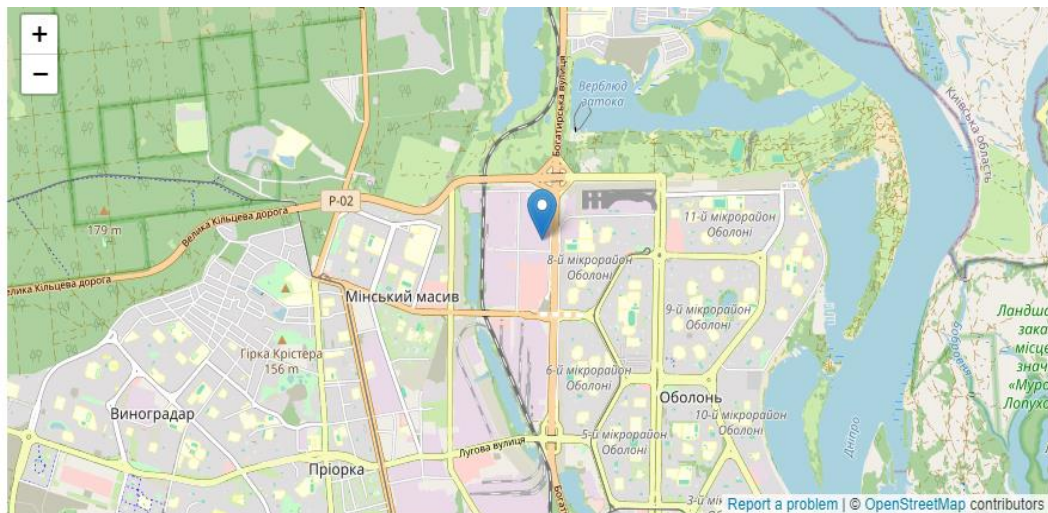 +
−
Богатирська вулиця
Верблюд
затока
Київська область
Р-02
Велика Кільцева дорога
179 m
11-й мікрорайон
Оболоні
8-й мікрорайон
Оболоні
Кільцева дорога
Мінський масив
9-й мікрорайон
Оболоні
Гірка Крістера
156 m
6-й мікрорайон
Оболоні
Виноградар
Оболонь
10-й мікрорайон
Оболоні
5-й мікрорайон
Оболоні
Лугова вулиця
Пріорка
Дніпро
3-й
Report a problem | © OpenStreetMap contributors